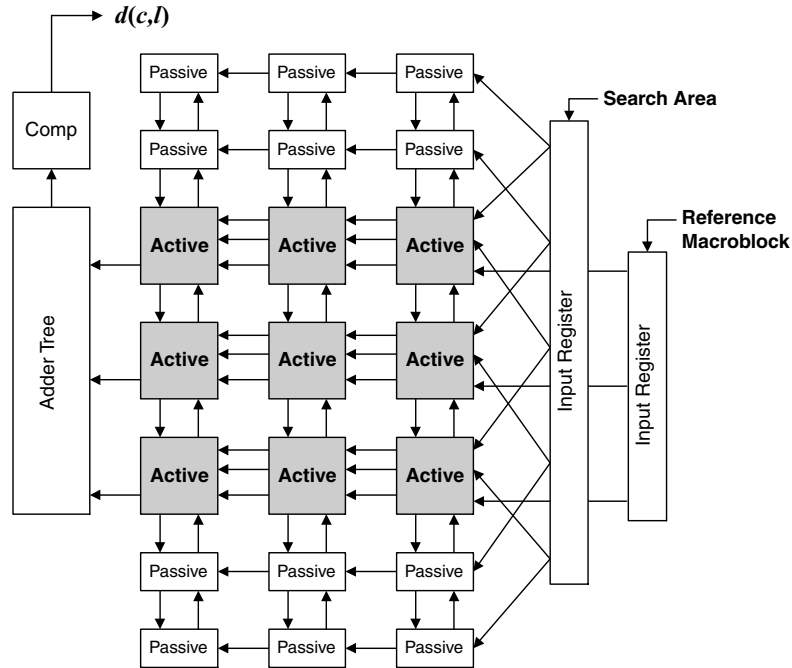 d(c,l)
Passive Passive Passive
Search Area
Comp
Passive Passive Passive
Reference
Macroblock
Active Active Active
Adder Tree
Active Active Active
Input Register
Input Register
Active Active Active
Passive Passive Passive
Passive Passive Passive